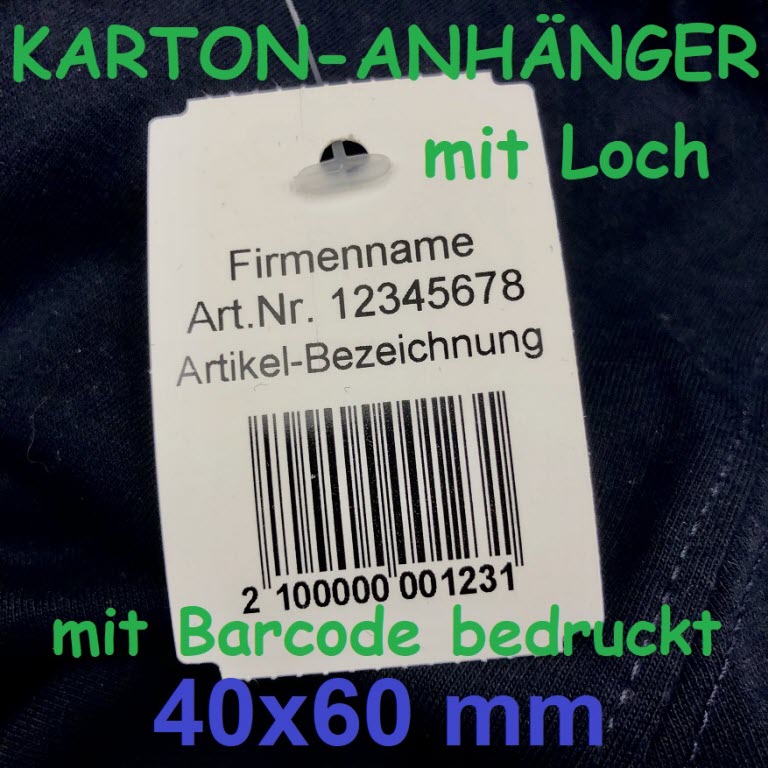 KARTON-ANHÄNGER
mit Loch
Firmenname
Art.Nr. 12345678
Artikel-Bezeichnung
2 100000 001231
mit Barcode bedruckt
40x60 mm